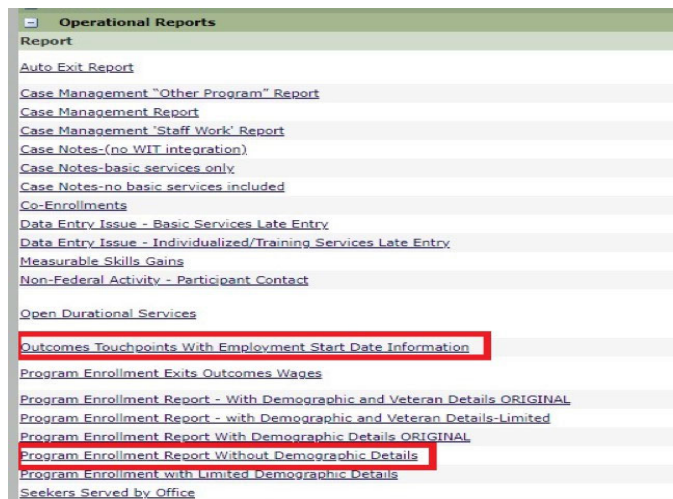 Operational Reports
Report
Auto Exit Report
Case Management "Other Program" Report
Case Management Report
Case Management 'Staff Work' Report
Case Notes-(no WIT integration)
Case Notes-basic services only
Case Notes-no basic services included
Co-Enrollments
Data Entry Issue - Basic Services Late Entry
Data Entry Issue - Individualized/Training Services Late Entry
Measurable Skills Gains
Non-Federal Activity - Participant Contact
Open Durational Services
Outcomes Touchpoints With Employment Start Date Information
Program Enrollment Exits Outcomes Wages
Program Enrollment Report - With Demographic and Veteran Details ORIGINAL
Program Enrollment Report - with Demographic and Veteran Details-Limited
Program Enrollment Report With Demographic Details ORIGINAL
Program Enrollment Report Without Demographic Details
Program Enrollment with Limited Demographic Details
Seekers Served by Office